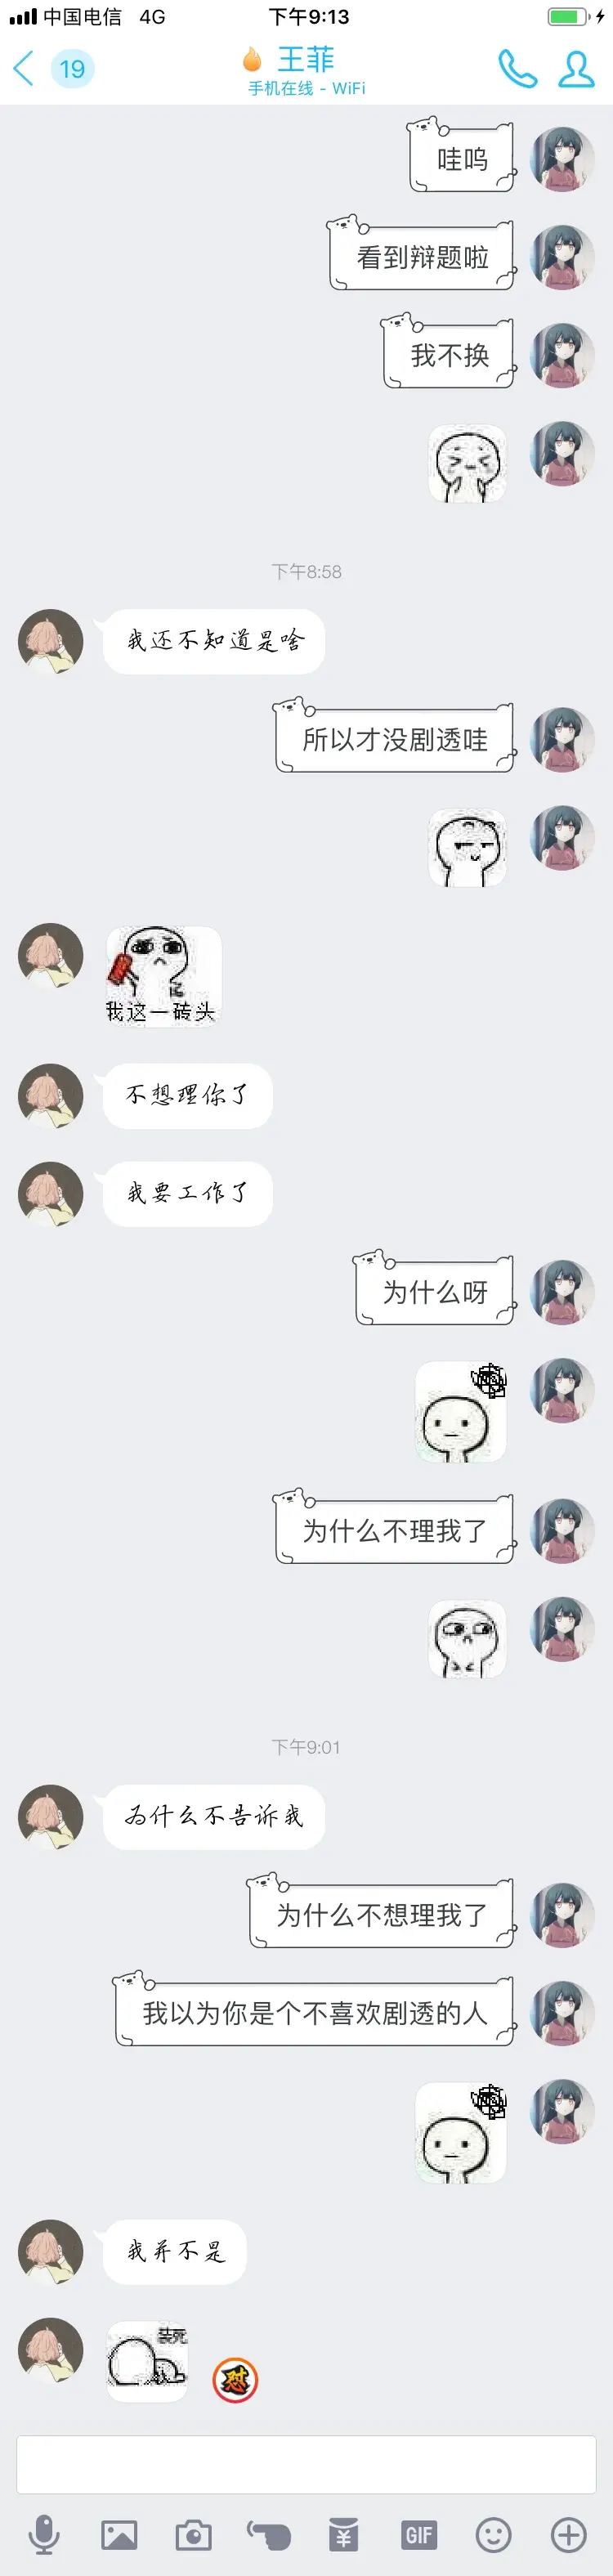 中国电信 4G 下午9:13
19 王菲
手机在线 - WiFi
哇呜
看到辩题啦
我不换
下午8:58
我还不知道是啥
所以才没剧透哇
我这一砖头
不想理你了
我要工作了
为什么呀
为什么不理我了
下午9:01
为什么不告诉我
为什么不想理我了
我以为你是个不喜欢剧透的人
我并不是
装死
怼
GIF